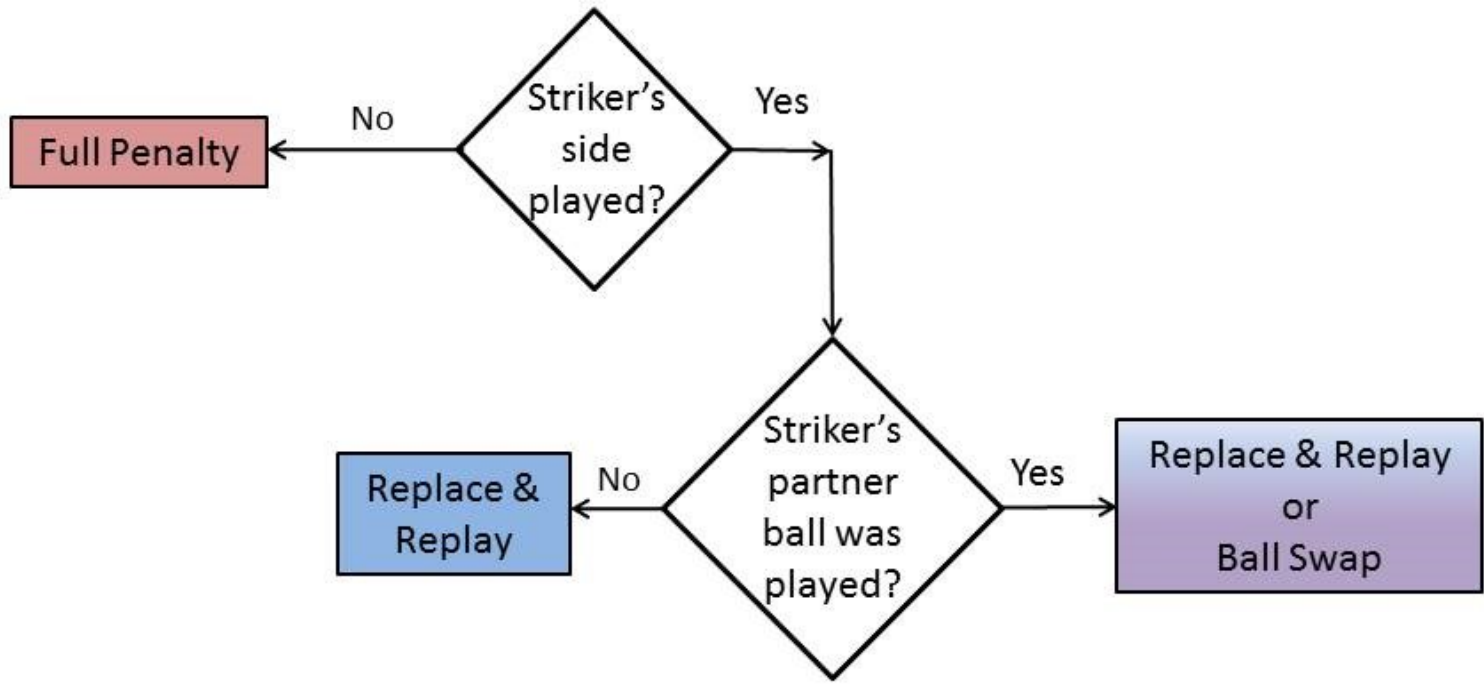 Striker's
side
played?
No
Yes
Full Penalty
Striker's
partner
ball was
played?
No
Yes
Replace &
Replay
Replace & Replay
or
Ball Swap